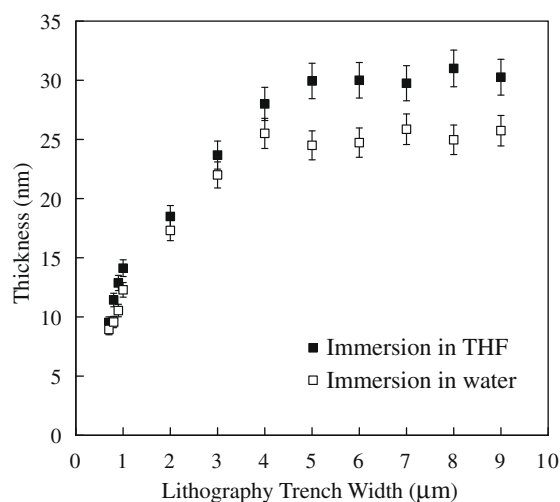 35
30
25
20
15
10
5
0
Thickness (nm)
Immersion in THF
Immersion in water
0 1 2 3 4 5 6 7 8 9 10
Lithography Trench Width (μm)